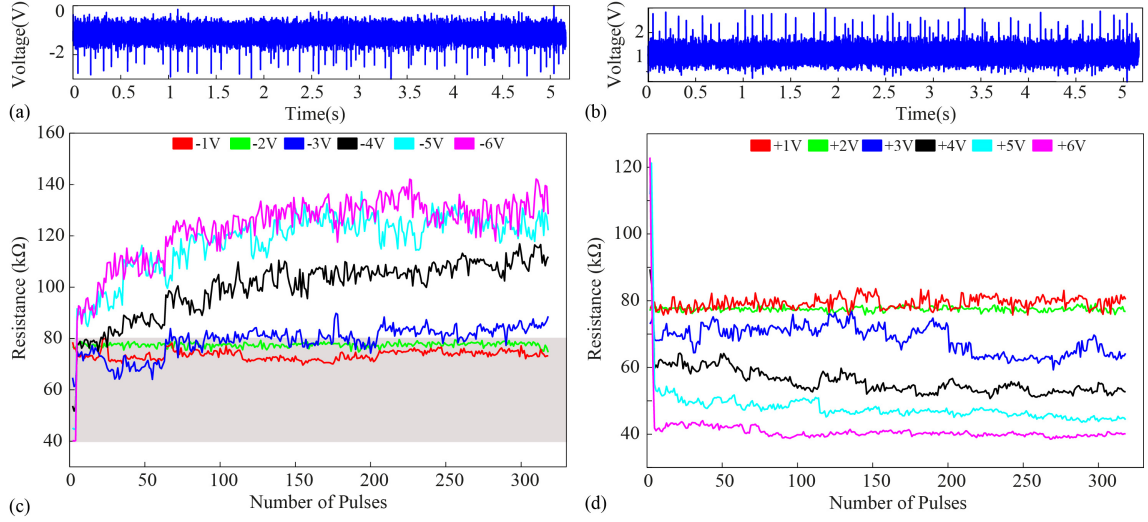 0
-2
Voltage(V)
0 0.5 1 1.5 2 2.5 3 3.5 4 4.5 5
Time(s)
(a)
2
1
Voltage(V)
0 0.5 1 1.5 2 2.5 3 3.5 4 4.5 5
Time(s)
(b)
-1V -2V -3V -4V -5V -6V
160
140
120
100
80
60
40
Resistance (kΩ)
0 50 100 150 200 250 300
Number of Pulses
(c)
+1V +2V +3V +4V +5V +6V
120
100
80
60
40
Resistance (kΩ)
0 50 100 150 200 250 300
Number of Pulses
(d)